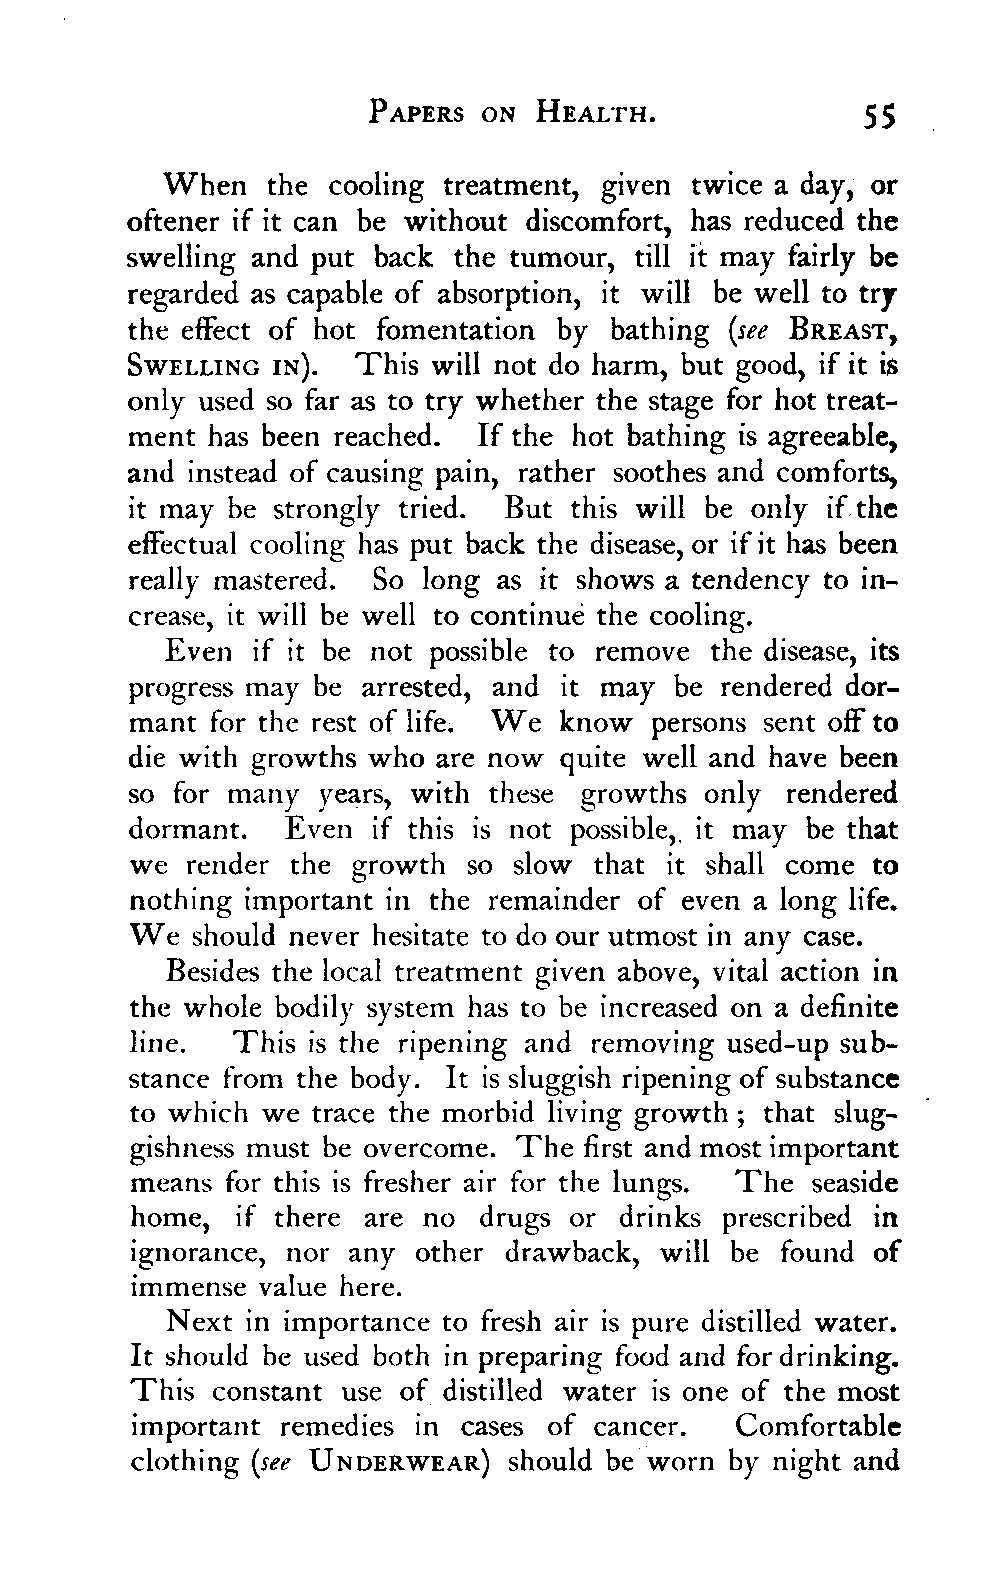 PAPERS ON HEALTH. 55
When the cooling treatment, given twice a day, or
oftener if it can be without discomfort, has reduced the
swelling and put back the tumour, till it may fairly be
regarded as capable of absorption, it will be well to try
the effect of hot fomentation by bathing (see BREAST,
SWELLING IN). This will not do harm, but good, if it is
only used so far as to try whether the stage for hot treat-
ment has been reached. If the hot bathing is agreeable,
and instead of causing pain, rather soothes and comforts,
it may be strongly tried. But this will be only if the
effectual cooling has put back the disease, or if it has been
really mastered. So long as it shows a tendency to in-
crease, it will be well to continue the cooling.
Even if it be not possible to remove the disease, its
progress may be arrested, and it may be rendered dor-
mant for the rest of life. We know persons sent off to
die with growths who are now quite well and have been
so for many years, with these growths only rendered
dormant. Even if this is not possible, it may be that
we render the growth so slow that it shall come to
nothing important in the remainder of even a long life.
We should never hesitate to do our utmost in any case.
Besides the local treatment given above, vital action in
the whole bodily system has to be increased on a definite
line. This is the ripening and removing used-up sub-
stance from the body. It is sluggish ripening of substance
to which we trace the morbid living growth; that slug-
gishness must be overcome. The first and most important
means for this is fresher air for the lungs. The seaside
home, if there are no drugs or drinks prescribed in
ignorance, nor any other drawback, will be found of
immense value here.
Next in importance to fresh air is pure distilled water.
It should be used both in preparing food and for drinking.
This constant use of distilled water is one of the most
important remedies in cases of cancer. Comfortable
clothing (see UNDERWEAR) should be worn by night and